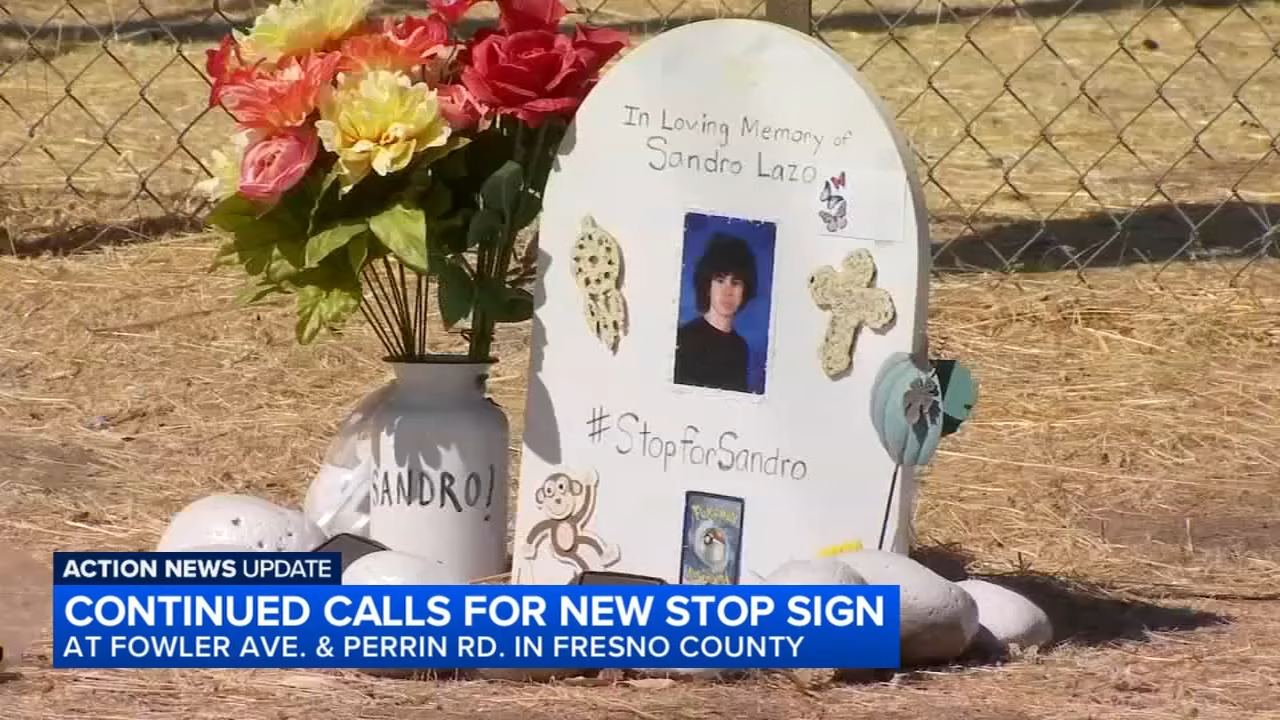 In Loving Memory of
Sandro Lazo
#StopforSandro
SANDRO!
Pokémon
ACTION NEWS UPDATE
CONTINUED CALLS FOR NEW STOP SIGN
AT FOWLER AVE. & PERRIN RD. IN FRESNO COUNTY